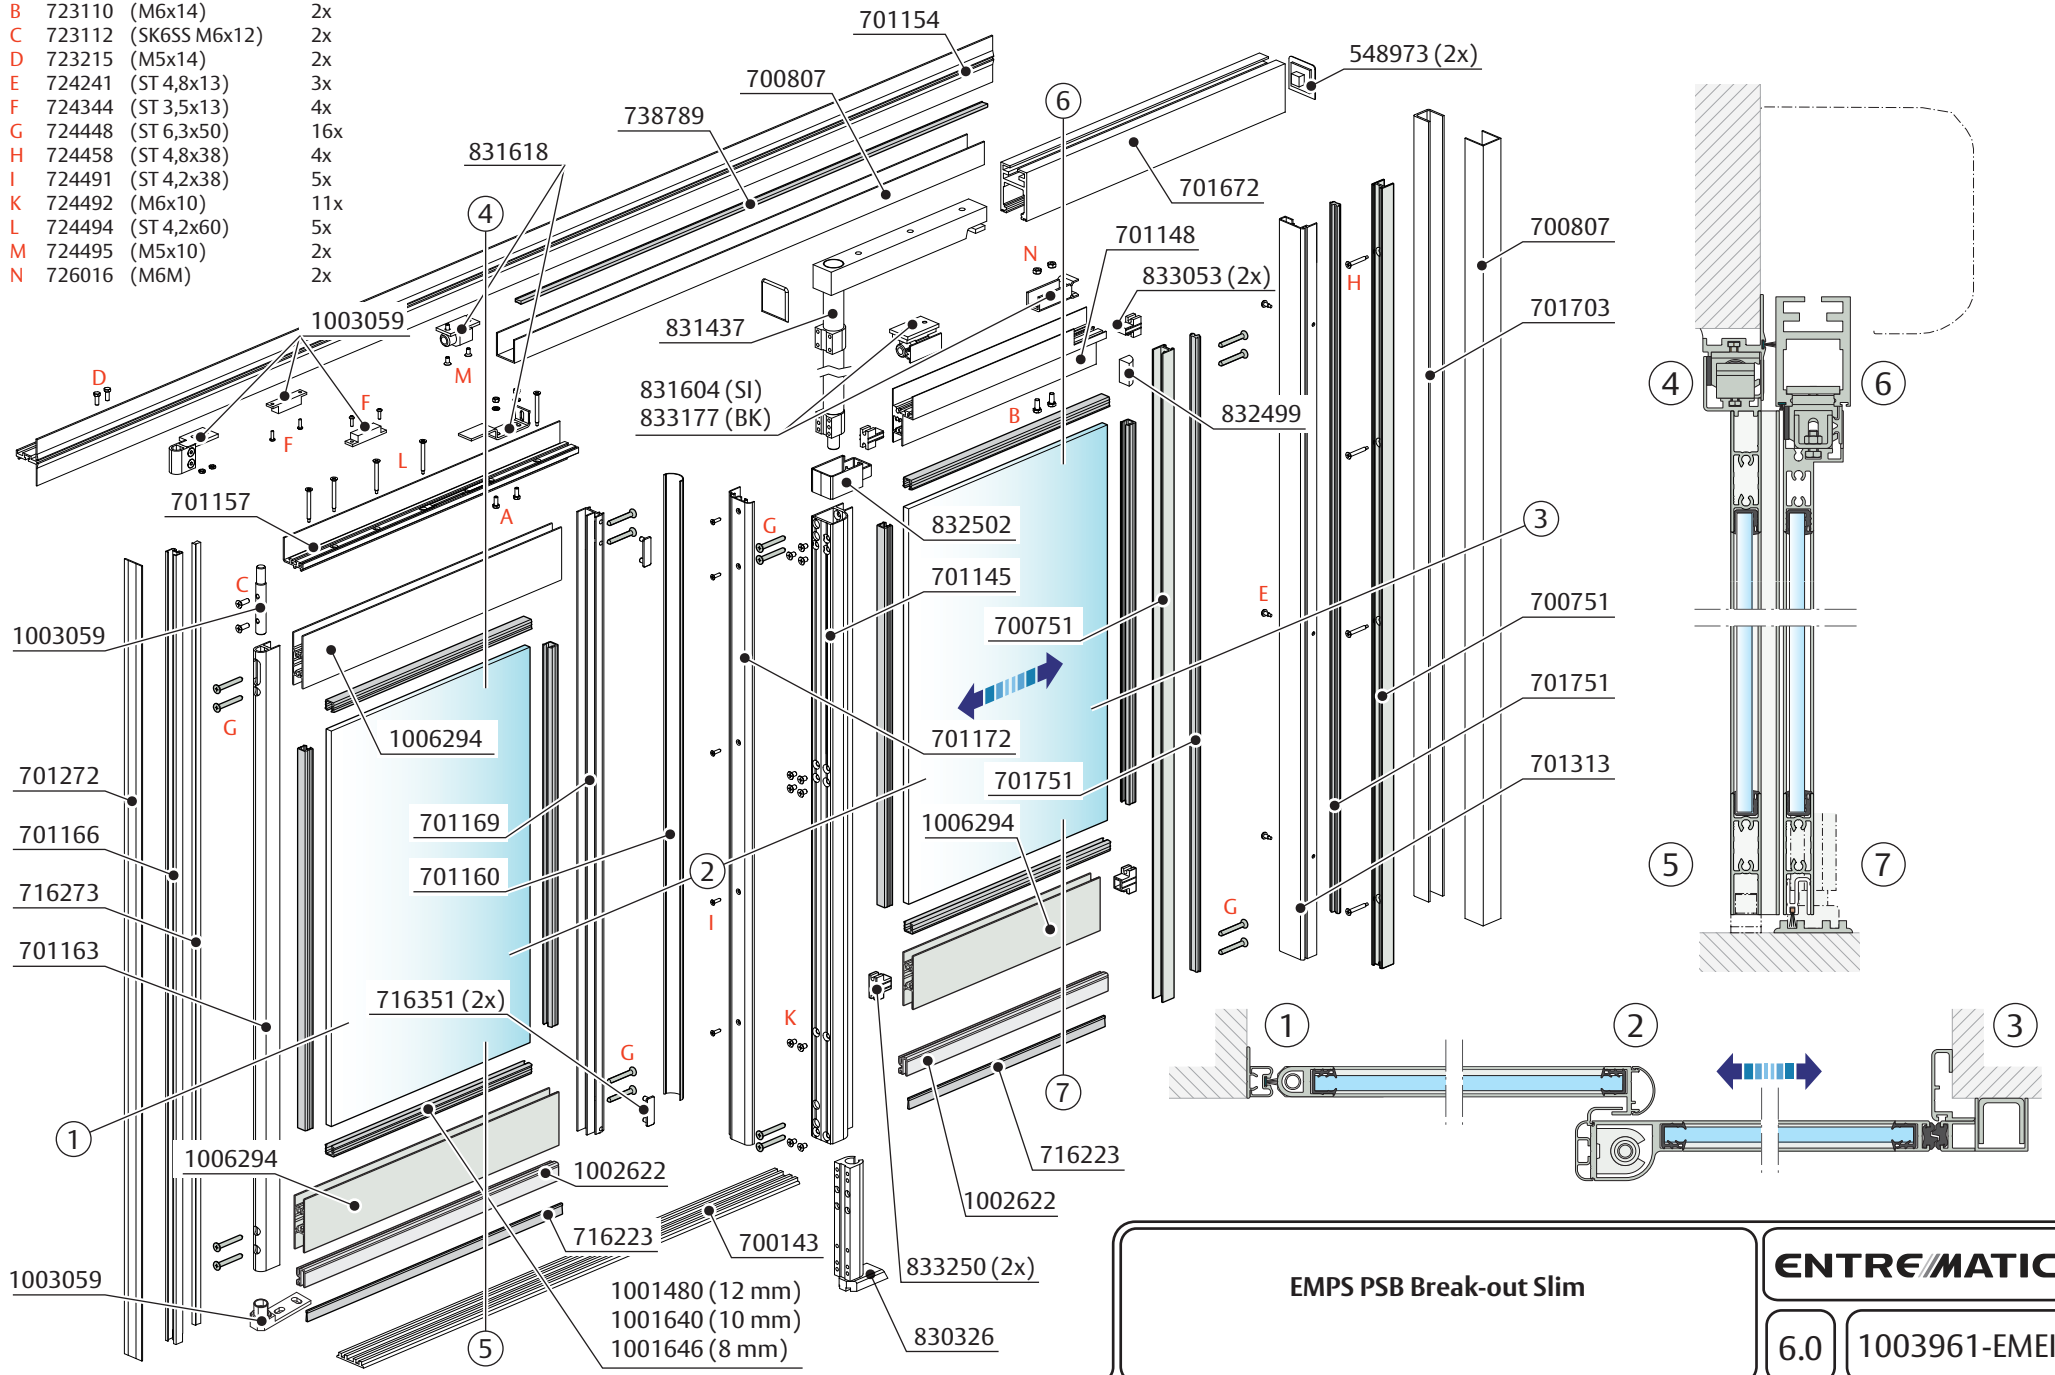 B 723110 (M6x14) 2x
C 723112 (SK6SS M6x12) 2x
D 723215 (M5x14) 2x
E 724241 (ST 4,8x13) 3x
F 724344 (ST 3,5x13) 4x
G 724448 (ST 6,3x50) 16x
H 724458 (ST 4,8x38) 4x
I 724491 (ST 4,2x38) 5x
K 724492 (M6x10) 11x
L 724494 (ST 4,2x60) 5x
M 724495 (M5x10) 2x
N 726016 (M6M) 2x
701154
548973 (2x)
700807
6
738789
831618
701672
4
700807
701148
N
H
833053 (2x)
1003059
831437
701703
D
M
4
6
831604 (SI)
833177 (BK)
F
B
832499
F
L
701157
A
G
832502
3
C
701145
E
700751
1003059
700751
701751
G
1006294
701172
701272
701751
701313
701169
1006294
701166
2
5
7
701160
716273
I
G
701163
716351 (2x)
K
1
2
3
G
7
1
716223
1006294
1002622
1002622
716223
700143
833250 (2x)
1003059
1001480 (12 mm)
1001640 (10 mm)
1001646 (8 mm)
5
830326
EMPS PSB Break-out Slim
ENTREMATIC
6.0
1003961-EMEI